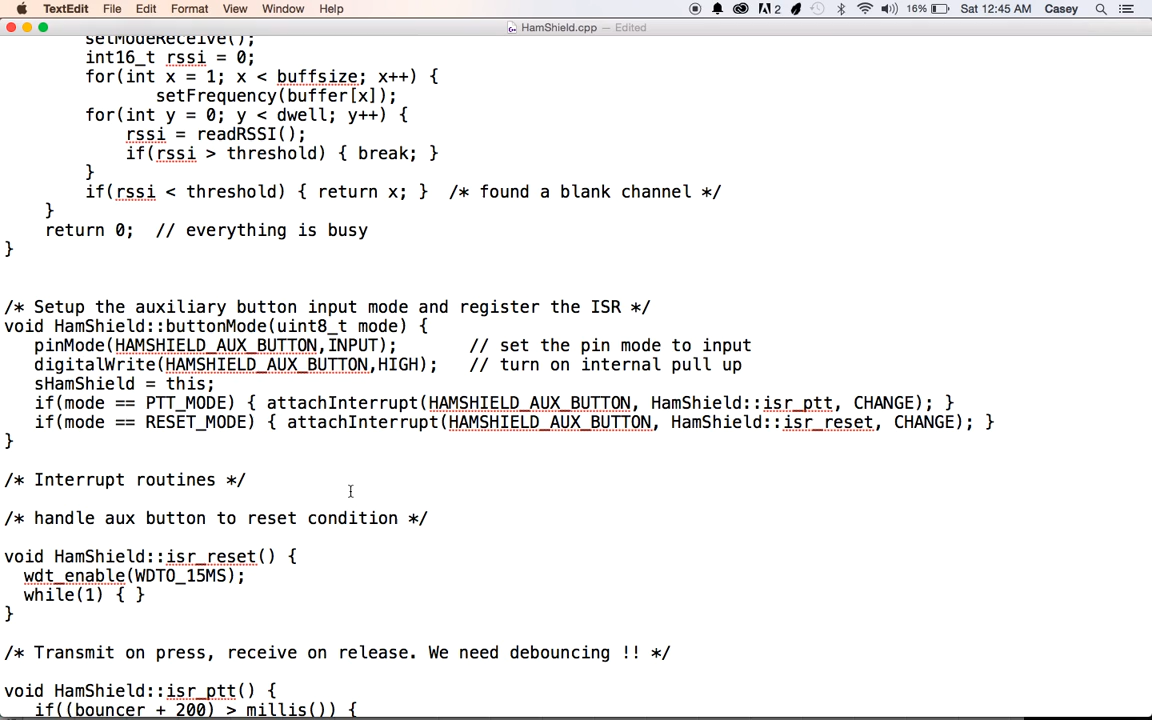 TextEdit File Edit Format View Window Help 2 16% Sat 12:45 AM Casey
HamShield.cpp — Edited
setModeReceive();
int16_t rssi = 0;
for(int x = 1; x < buffsize; x++) {
setFrequency(buffer[x]);
for(int y = 0; y < dwell; y++) {
rssi = readRSSI();
if(rssi > threshold) { break; }
}
if(rssi < threshold) { return x; } /* found a blank channel */
}
return 0; // everything is busy
}
/* Setup the auxiliary button input mode and register the ISR */
void HamShield::buttonMode(uint8_t mode) {
pinMode(HAMSHIELD_AUX_BUTTON,INPUT); // set the pin mode to input
digitalWrite(HAMSHIELD_AUX_BUTTON,HIGH); // turn on internal pull up
sHamShield = this;
if(mode == PTT_MODE) { attachInterrupt(HAMSHIELD_AUX_BUTTON, HamShield::isr_ptt, CHANGE); }
if(mode == RESET_MODE) { attachInterrupt(HAMSHIELD_AUX_BUTTON, HamShield::isr_reset, CHANGE); }
}
/* Interrupt routines */
/* handle aux button to reset condition */
void HamShield::isr_reset() {
wdt_enable(WDTO_15MS);
while(1) { }
}
/* Transmit on press, receive on release. We need debouncing !! */
void HamShield::isr_ptt() {
if((bouncer + 200) > millis()) {